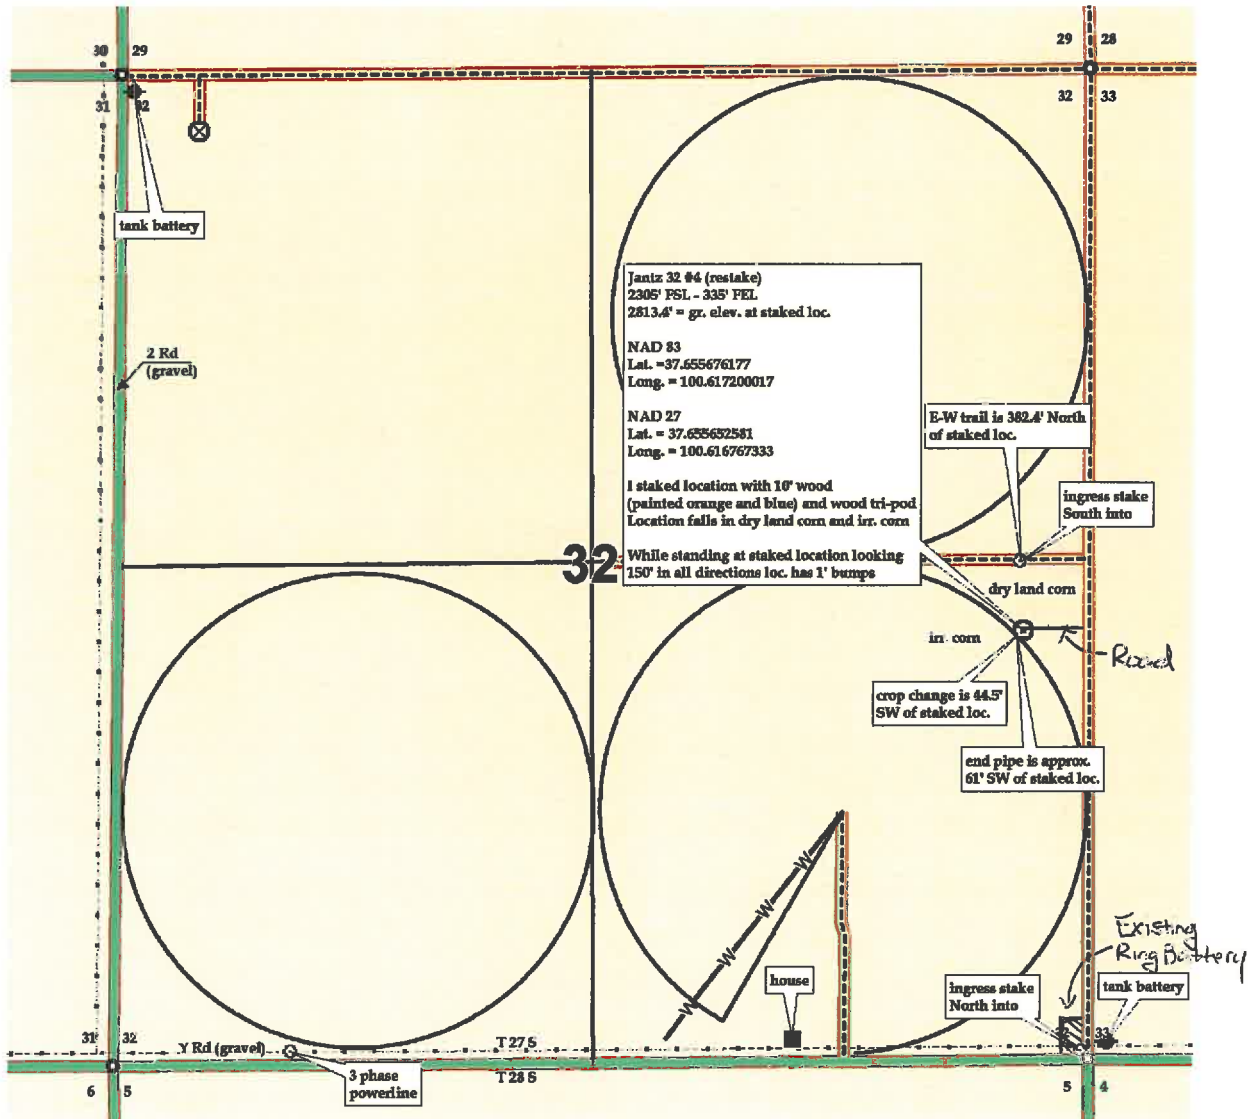 30 29
29 28
31 32
32 33
tank battery
2 Rd
(gravel)
Jantz 32 #4 (restake)
2305' FSL - 335' FEL
2813.4' = gr. elev. at staked loc.
NAD 83
Lat. =37.655676177
Long. = 100.617200017
NAD 27
Lat. = 37.655652581
Long. = 100.616767333
I staked location with 10' wood
(painted orange and blue) and wood tri-pod
Location falls in dry land corn and irr. corn
While standing at staked location looking
150' in all directions loc. has 1' bumps
E-W trail is 382.4' North
of staked loc.
ingress stake
South into
32
dry land corn
irr. corn
Road
crop change is 44.5'
SW of staked loc.
end pipe is approx.
61' SW of staked loc.
W W W W
Existing
Ring Battery
house
ingress stake
North into
tank battery
31 32
32 33
Y Rd (gravel)
T 27 S
T 28 S
3 phase
powerline
6 5
5 4